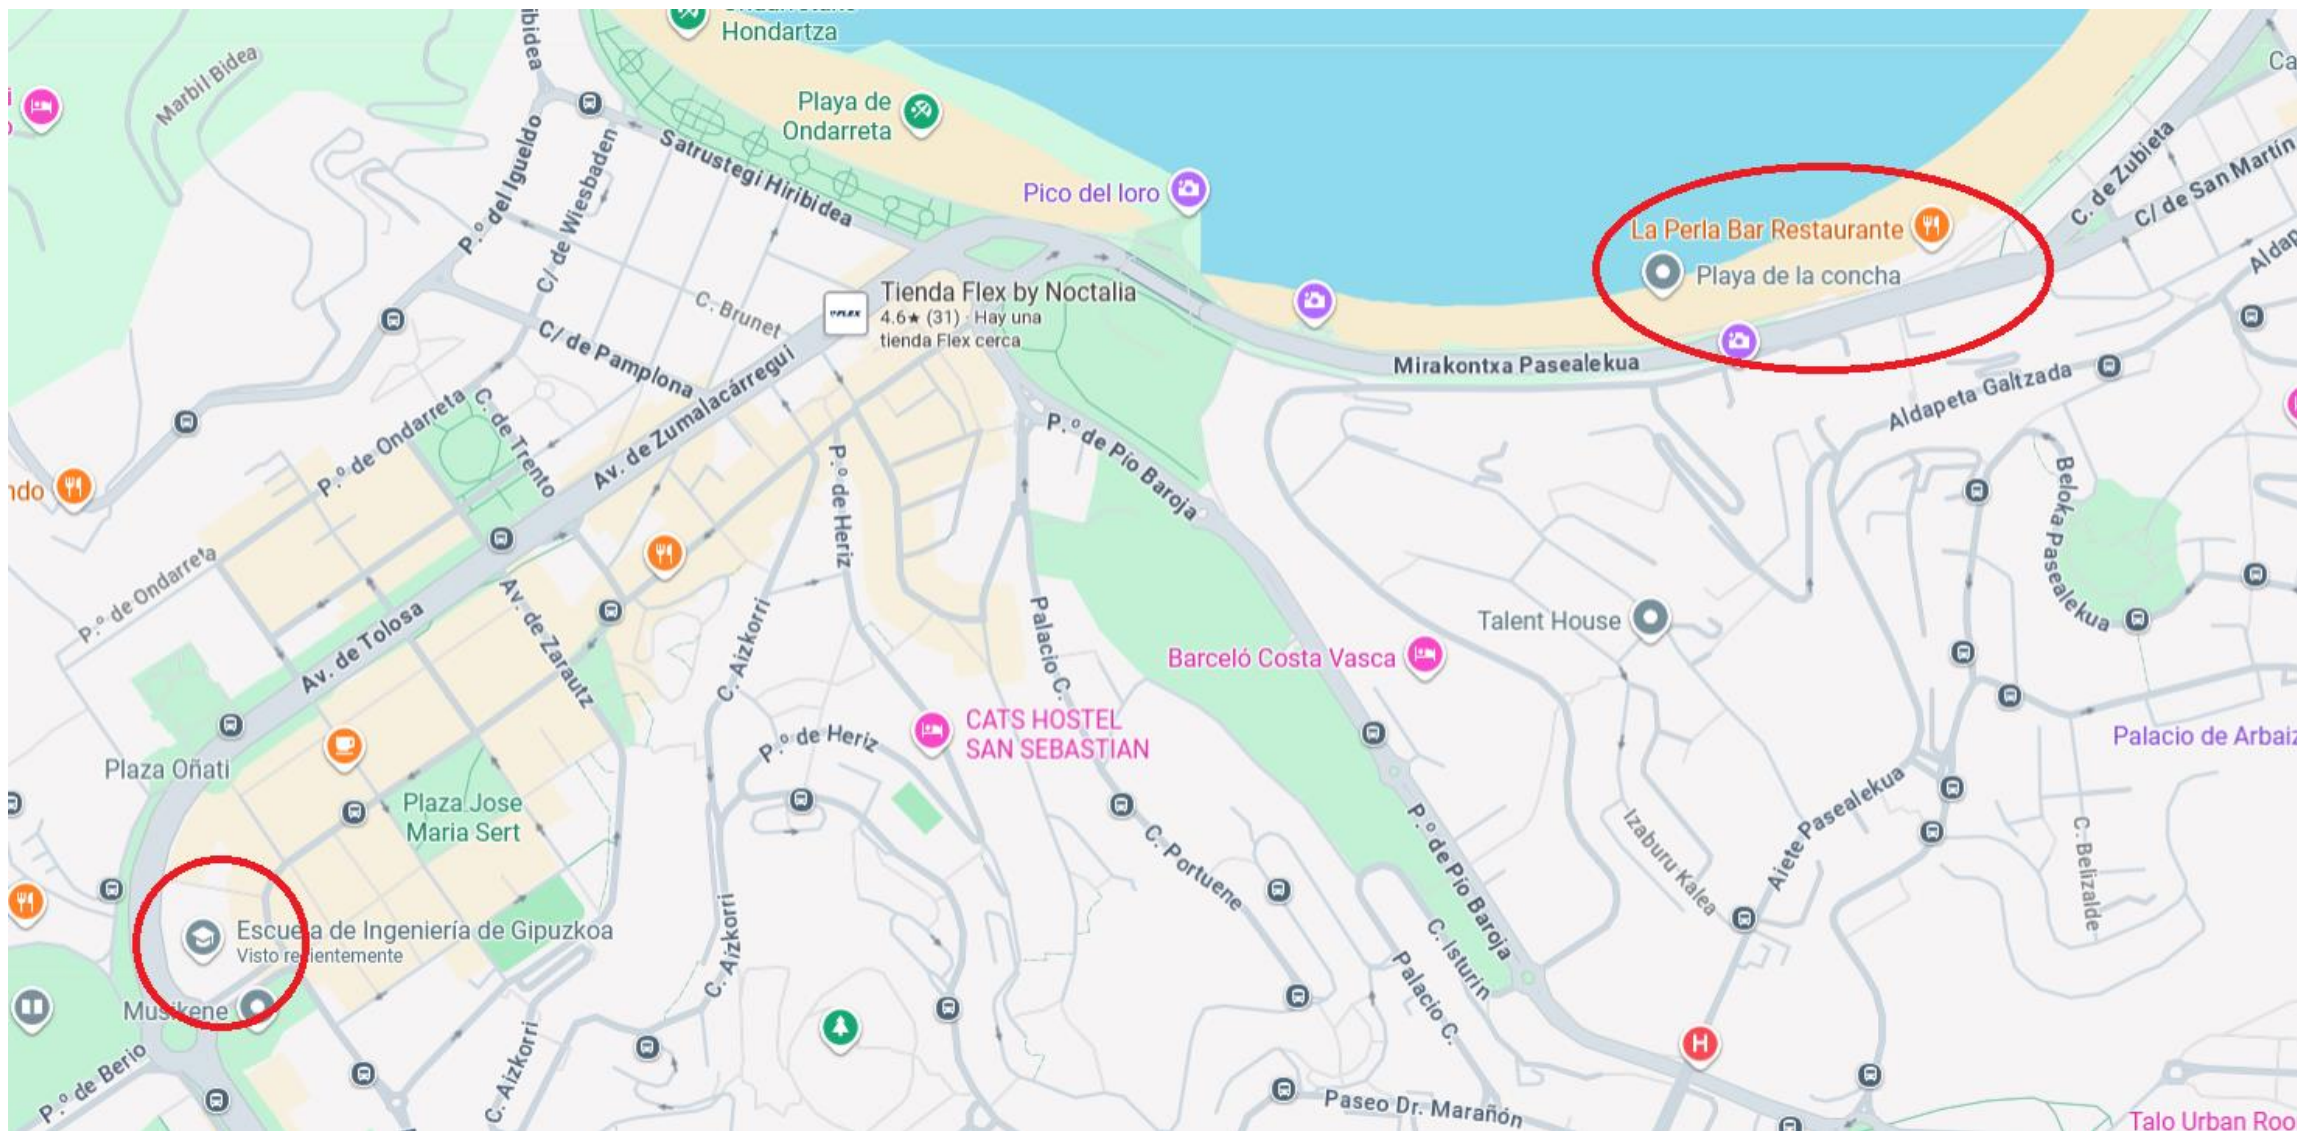 Hondartza
Playa de
Ondarreta
Marbil Bidea
Satrustegi Hiribidea
P.º del Igueldo
C/ de Wiesbaden
Pico del loro
C. de Zubieta
C/ de San Martín
La Perla Bar Restaurante
Playa de la concha
Tienda Flex by Noctalia
4.6★ (31) · Hay una
tienda Flex cerca
FLEX
C. Brunet
C/ de Pamplona
Mirakontxa Pasealekua
Aldapeta Galtzada
P.º de Ondarreta
C. de Trento
Av. de Zumalacárregui
P.º de Pío Baroja
P.º de Heriz
Beloka Pasealekua
P.º de Ondarreta
Av. de Tolosa
Av. de Zarautz
C. Aizkorri
Palacio C.
Talent House
Barceló Costa Vasca
CATS HOSTEL
SAN SEBASTIAN
P.º de Heriz
Palacio de Arbaiz
Plaza Oñati
Plaza Jose
Maria Sert
C. Portuene
P.º de Pío Baroja
Izaburu Kalea
Aiete Pasealekua
C. Belizalde
Escuela de Ingeniería de Gipuzkoa
Visto recientemente
C. Aizkorri
C. Isturin
Palacio C.
Musikene
H
P.º de Berio
C. Aizkorri
Paseo Dr. Marañón
Talo Urban Roo